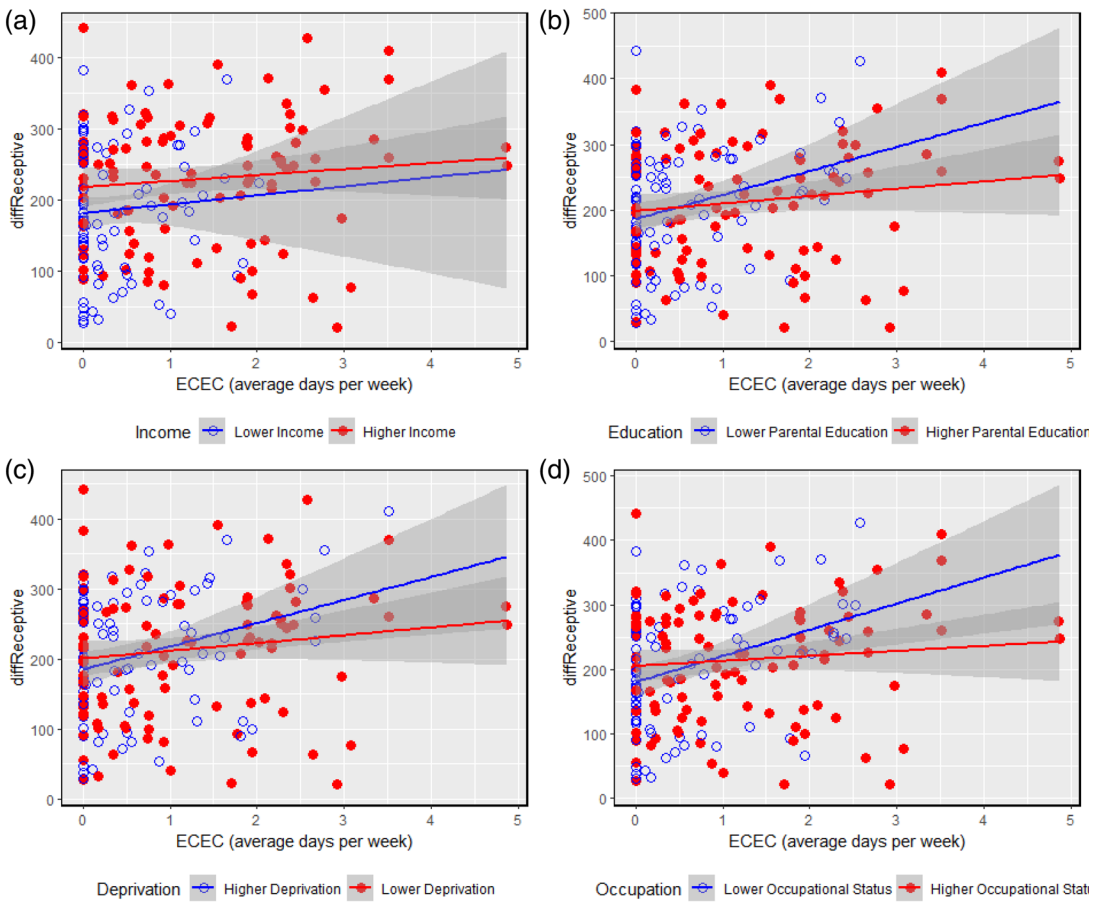 (a)
diffReceptive
400
300
200
100
0
0 1 2 3 4 5
ECEC (average days per week)
Income Lower Income Higher Income
(b)
diffReceptive
500
400
300
200
100
0
0 1 2 3 4 5
ECEC (average days per week)
Education Lower Parental Education Higher Parental Education
(c)
diffReceptive
400
300
200
100
0
0 1 2 3 4 5
ECEC (average days per week)
Deprivation Higher Deprivation Lower Deprivation
(d)
diffReceptive
500
400
300
200
100
0
0 1 2 3 4 5
ECEC (average days per week)
Occupation Lower Occupational Status Higher Occupational Stat